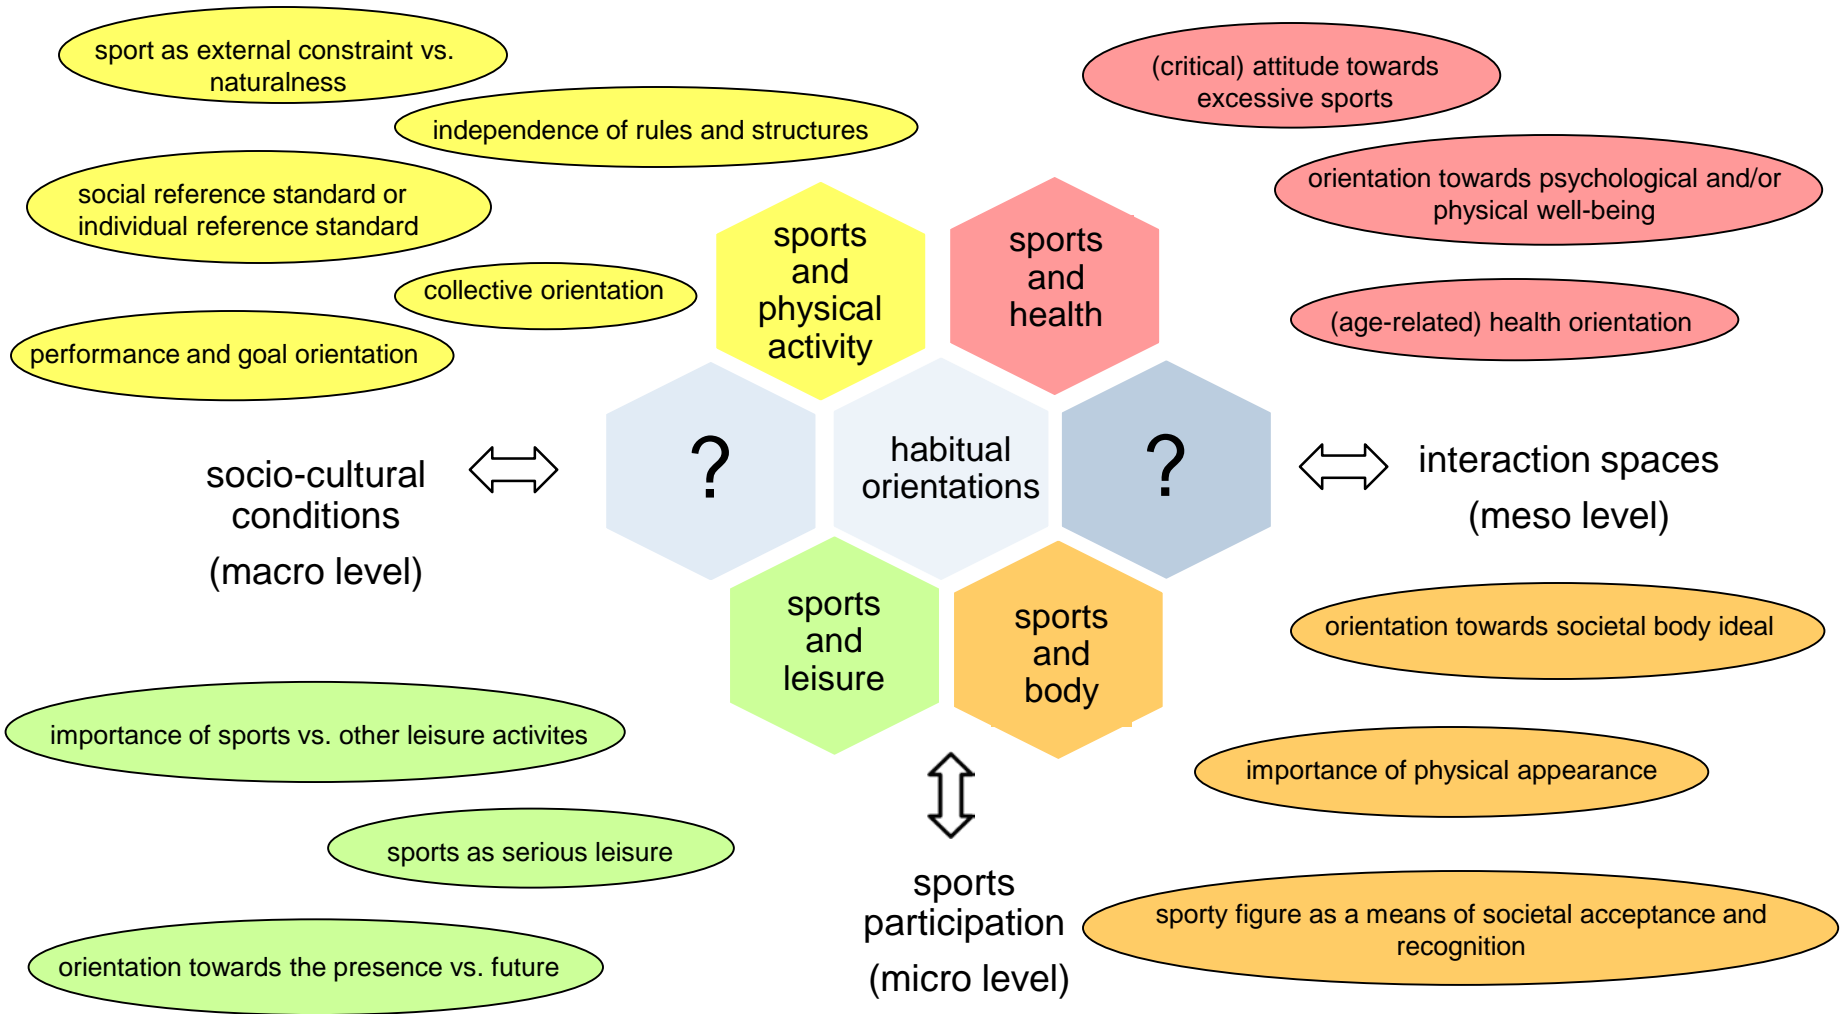 sport as external constraint vs.
naturalness
independence of rules and structures
social reference standard or
individual reference standard
collective orientation
performance and goal orientation
(critical) attitude towards
excessive sports
orientation towards psychological and/or
physical well-being
(age-related) health orientation
sports
and
physical
activity
sports
and
health
?
habitual
orientations
?
socio-cultural
conditions
(macro level)
interaction spaces
(meso level)
sports
and
leisure
sports
and
body
importance of sports vs. other leisure activites
sports as serious leisure
orientation towards the presence vs. future
sports
participation
(micro level)
orientation towards societal body ideal
importance of physical appearance
sporty figure as a means of societal acceptance and
recognition